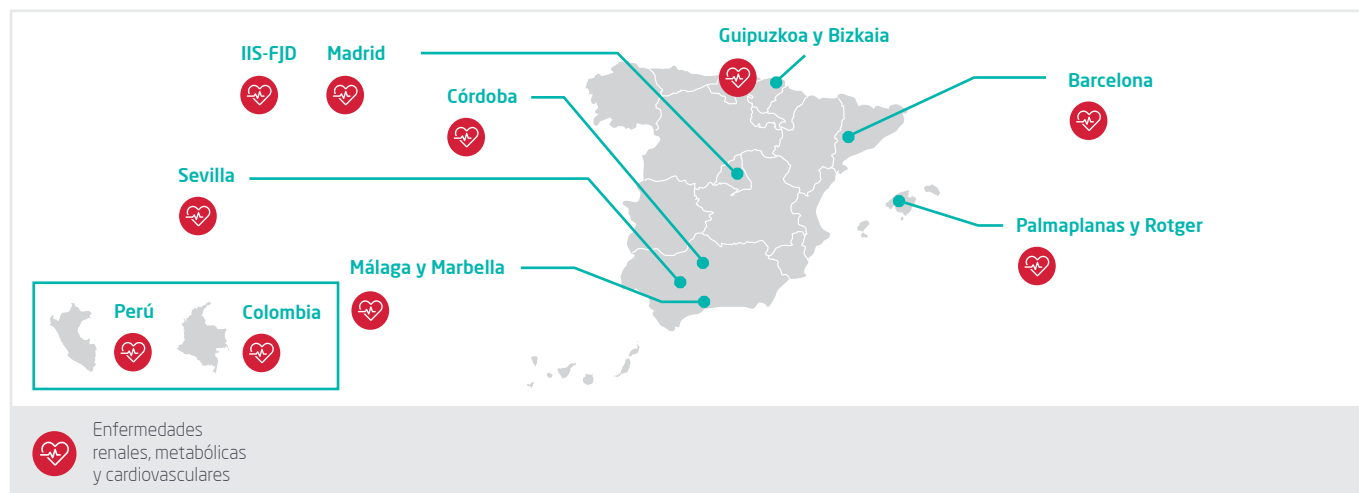 IIS-FJD
Madrid
Guipuzkoa y Bizkaia
Barcelona
Córdoba
Sevilla
Palmaplanas y Rotger
Málaga y Marbella
Perú
Colombia
Enfermedades
renales, metabólicas
y cardiovasculares